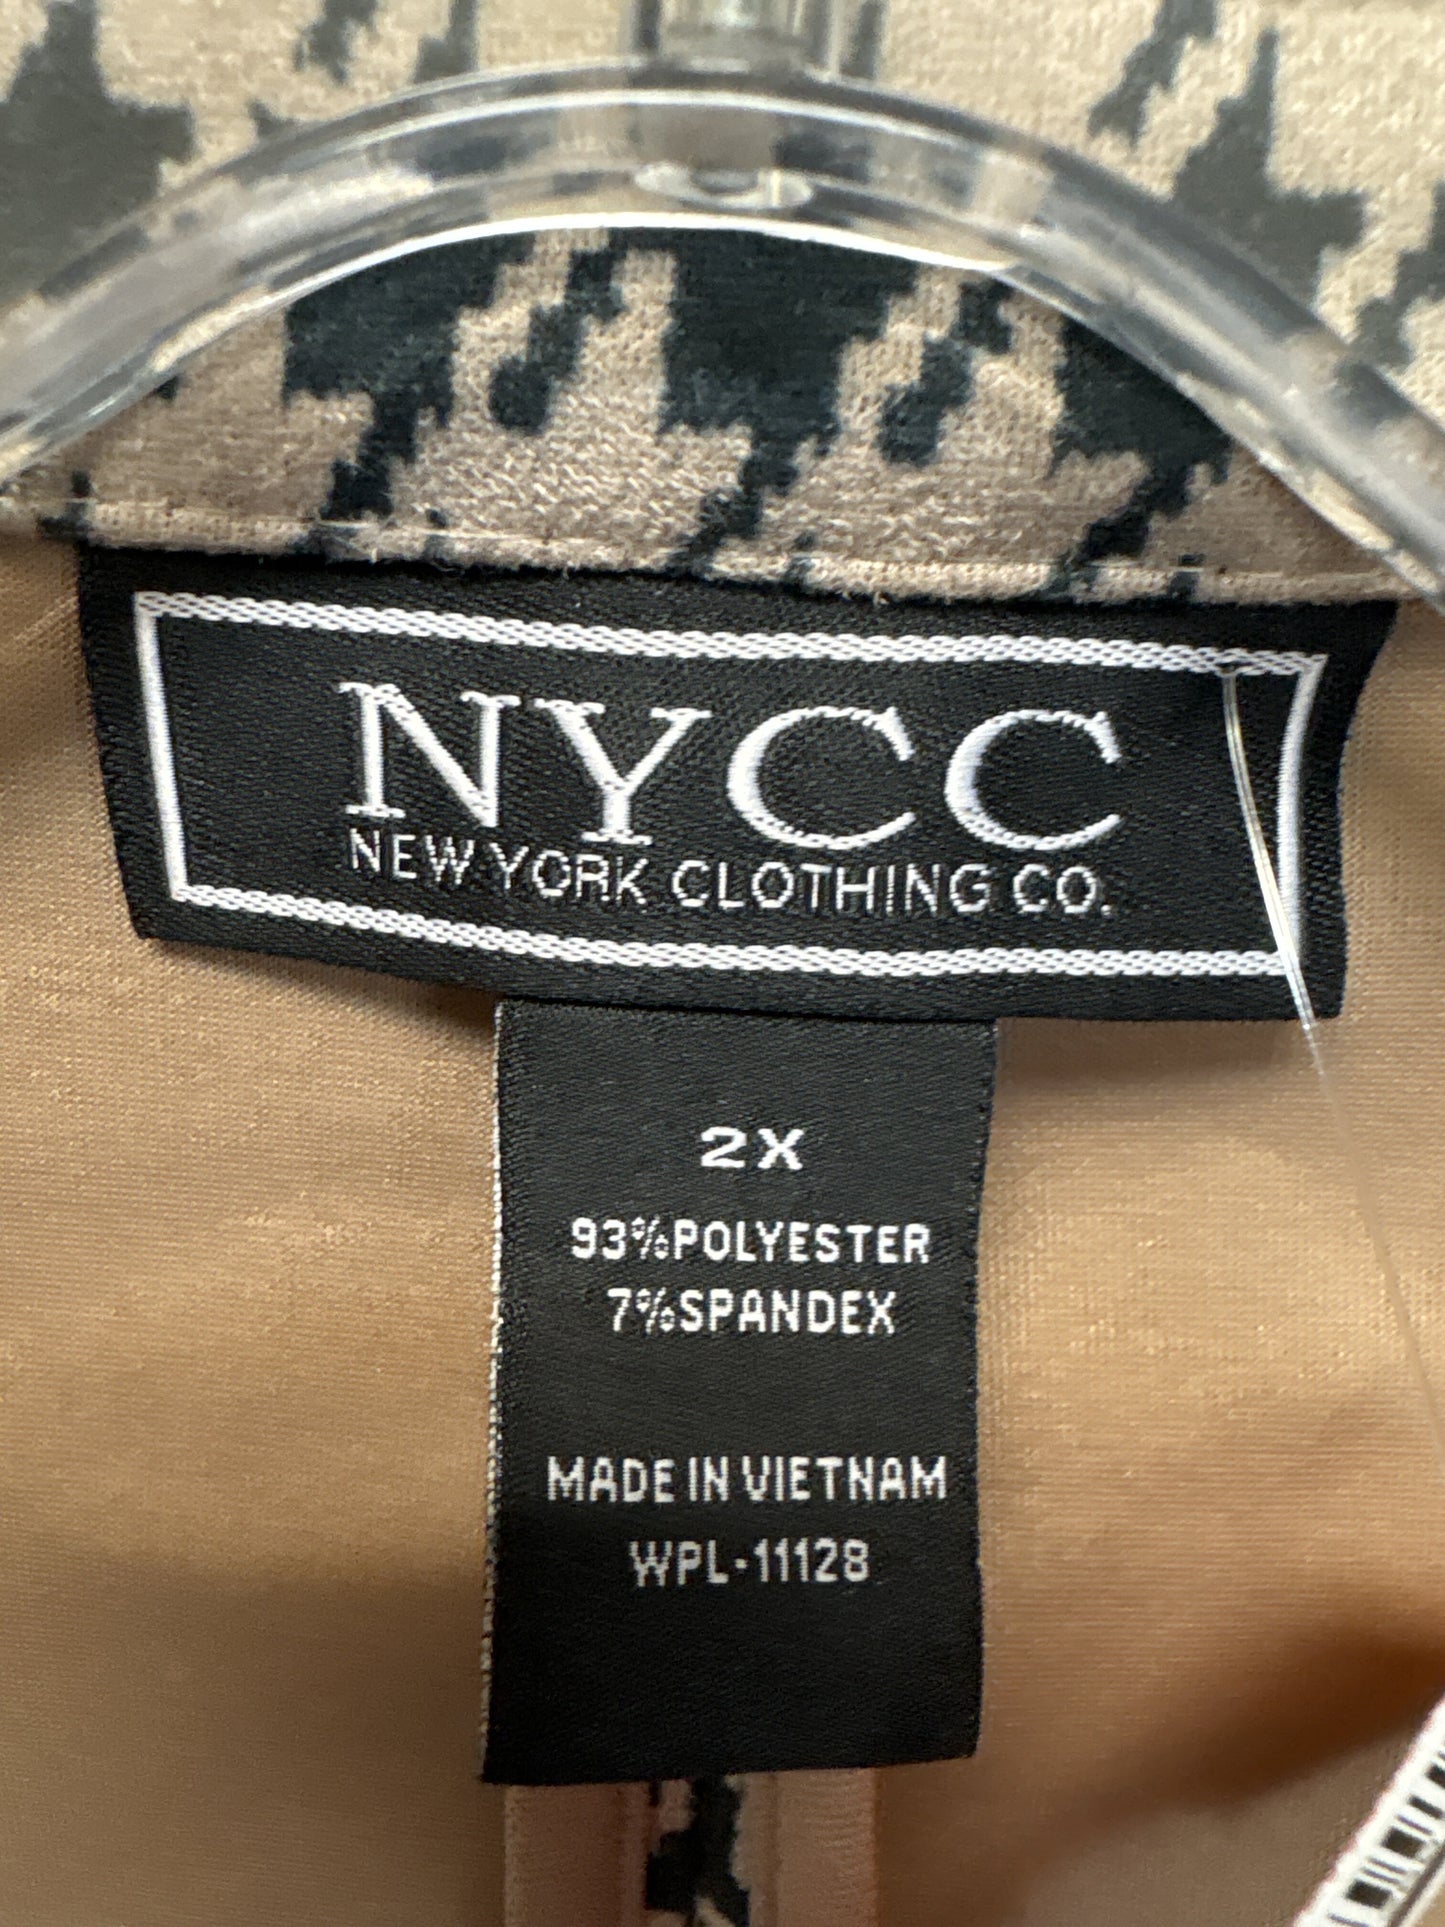 NYCC
NEW YORK CLOTHING CO.
2X
93%POLYESTER
7%SPANDEX
MADE IN VIETNAM
WPL-11128